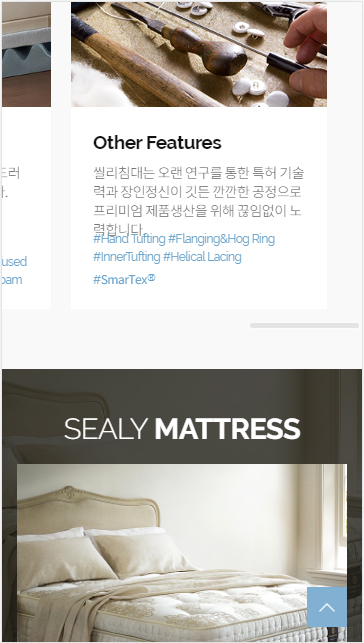 드러
다.
used
oam
Other Features
씰리침대는 오랜 연구를 통한 특허 기술
력과 장인정신이 깃든 깐깐한 공정으로
프리미엄 제품생산을 위해 끊임없이 노
력합니다.
#Hand Tufting #Flanging&Hog Ring
#InnerTufting #Helical Lacing
#SmarTex®
SEALY MATTRESS